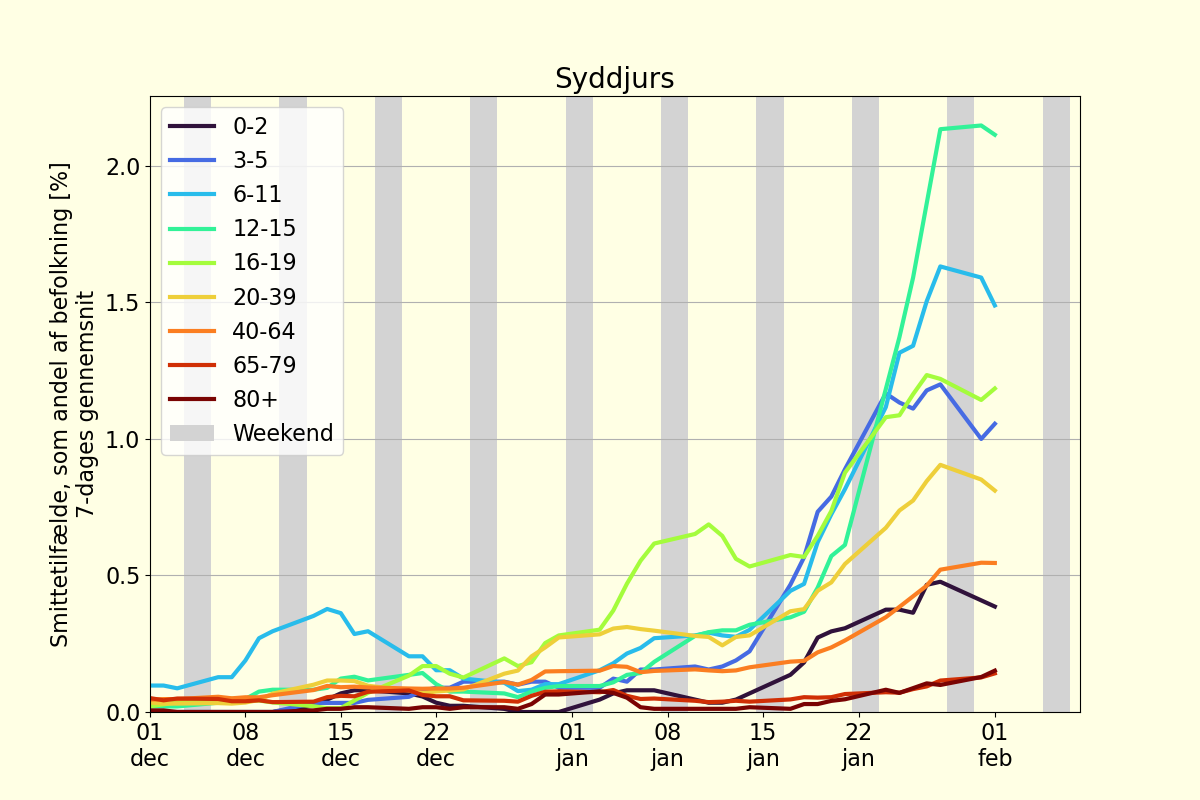 Syddjurs
Smittetilfælde, som andel af befolkning [%]
7-dages gennemsnit
2.0
1.5
1.0
0.5
0.0
0-2
3-5
6-11
12-15
16-19
20-39
40-64
65-79
80+
Weekend
01 08 15 22 01 08 15 22 01
dec dec dec dec jan jan jan jan feb